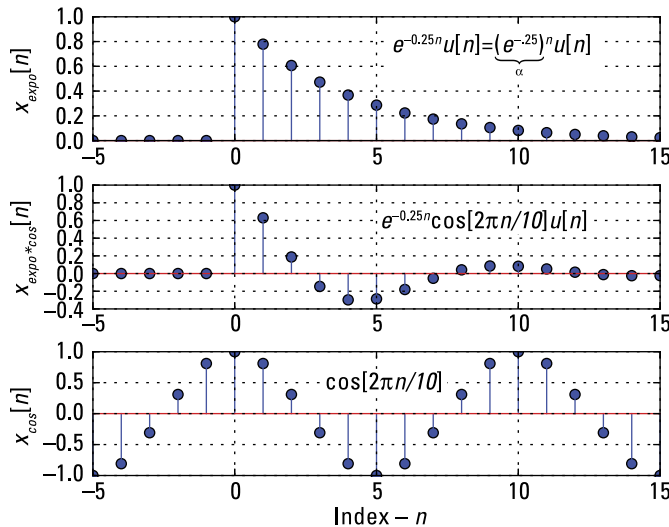 x_expo[n]
1.0
0.8
0.6
0.4
0.2
0.0
e^{-0.25n}u[n]=(e^{-.25})^n u[n]
α
−5 0 5 10 15
x_expo*cos[n]
1.0
0.8
0.6
0.4
0.2
0.0
−0.2
−0.4
e^{-0.25n}cos[2πn/10]u[n]
−5 0 5 10 15
x_cos[n]
1.0
0.5
0.0
−0.5
−1.0
cos[2πn/10]
−5 0 5 10 15
Index – n